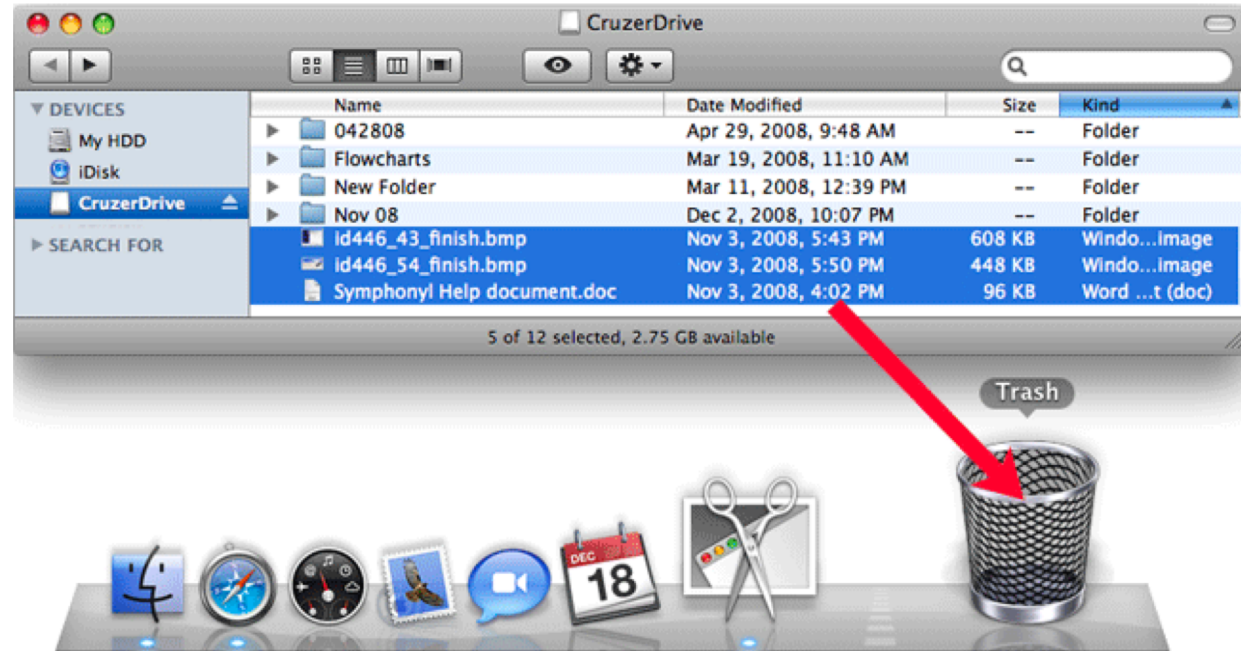 CruzerDrive
DEVICES
My HDD
iDisk
CruzerDrive
SEARCH FOR
Name Date Modified Size Kind
042808 Apr 29, 2008, 9:48 AM -- Folder
Flowcharts Mar 19, 2008, 11:10 AM -- Folder
New Folder Mar 11, 2008, 12:39 PM -- Folder
Nov 08 Dec 2, 2008, 10:07 PM -- Folder
id446_43_finish.bmp Nov 3, 2008, 5:43 PM 608 KB Windo...image
id446_54_finish.bmp Nov 3, 2008, 5:50 PM 448 KB Windo...image
Symphonyl Help document.doc Nov 3, 2008, 4:02 PM 96 KB Word ...t (doc)
5 of 12 selected, 2.75 GB available
Trash
DEC
18